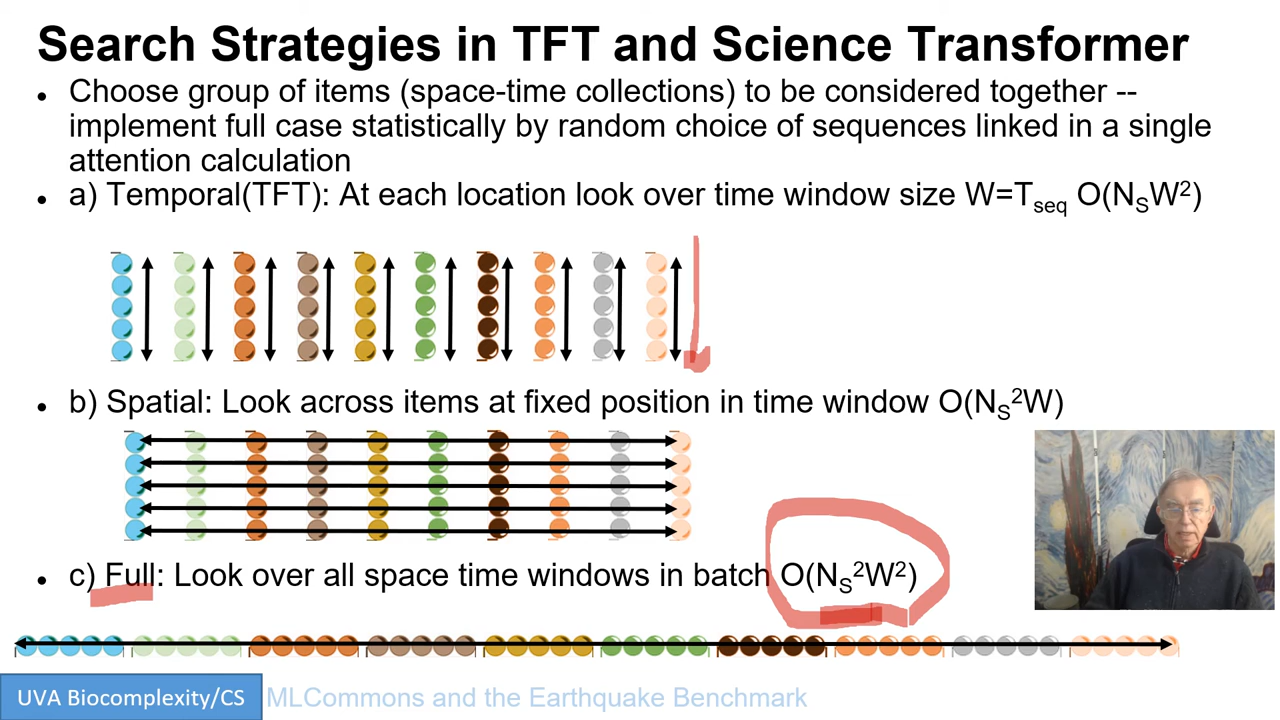 Search Strategies in TFT and Science Transformer
• Choose group of items (space-time collections) to be considered together --
implement full case statistically by random choice of sequences linked in a single
attention calculation
• a) Temporal(TFT): At each location look over time window size W=Tseq O(NSW²)
• b) Spatial: Look across items at fixed position in time window O(NS²W)
• c) Full: Look over all space time windows in batch O(NS²W²)
UVA Biocomplexity/CS MLCommons and the Earthquake Benchmark